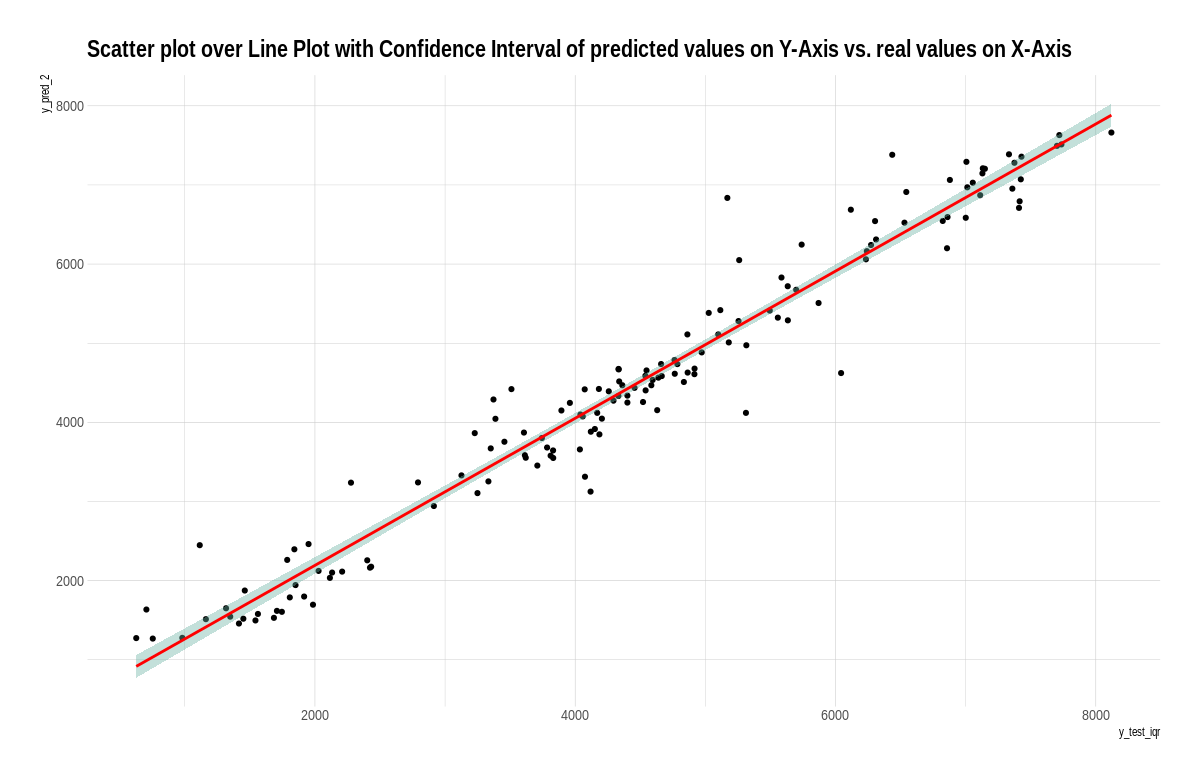 Scatter plot over Line Plot with Confidence Interval of predicted values on Y-Axis vs. real values on X-Axis
y_pred_2
8000
6000
4000
2000
2000 4000 6000 8000
y_test_iqr